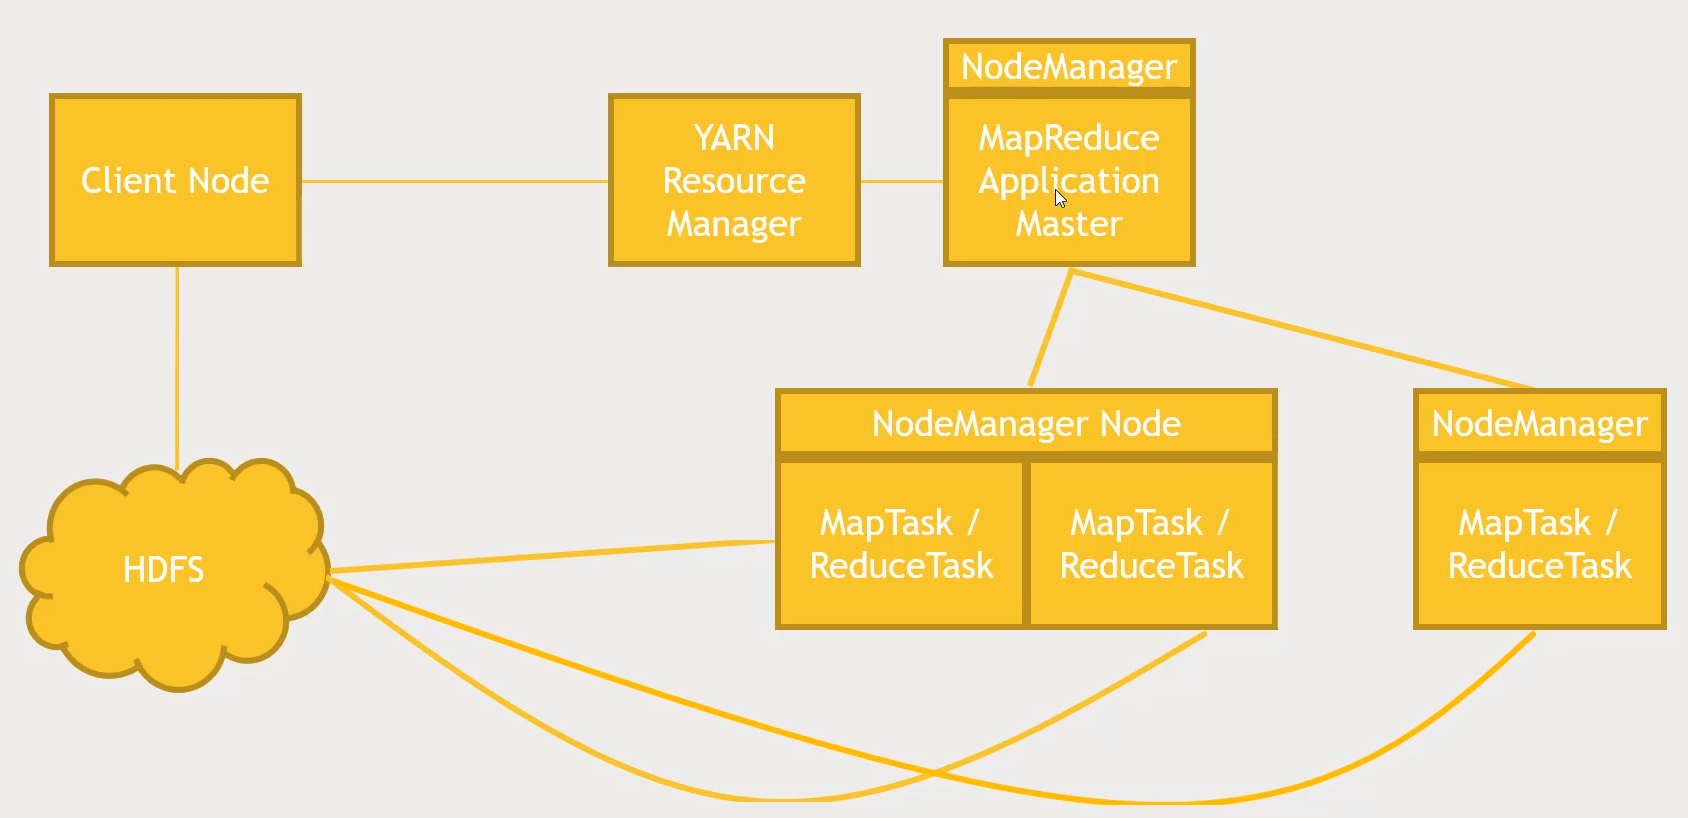 NodeManager
Client Node
YARN
Resource
Manager
MapReduce
Application
Master
NodeManager Node
NodeManager
MapTask /
ReduceTask
MapTask /
ReduceTask
MapTask /
ReduceTask
HDFS